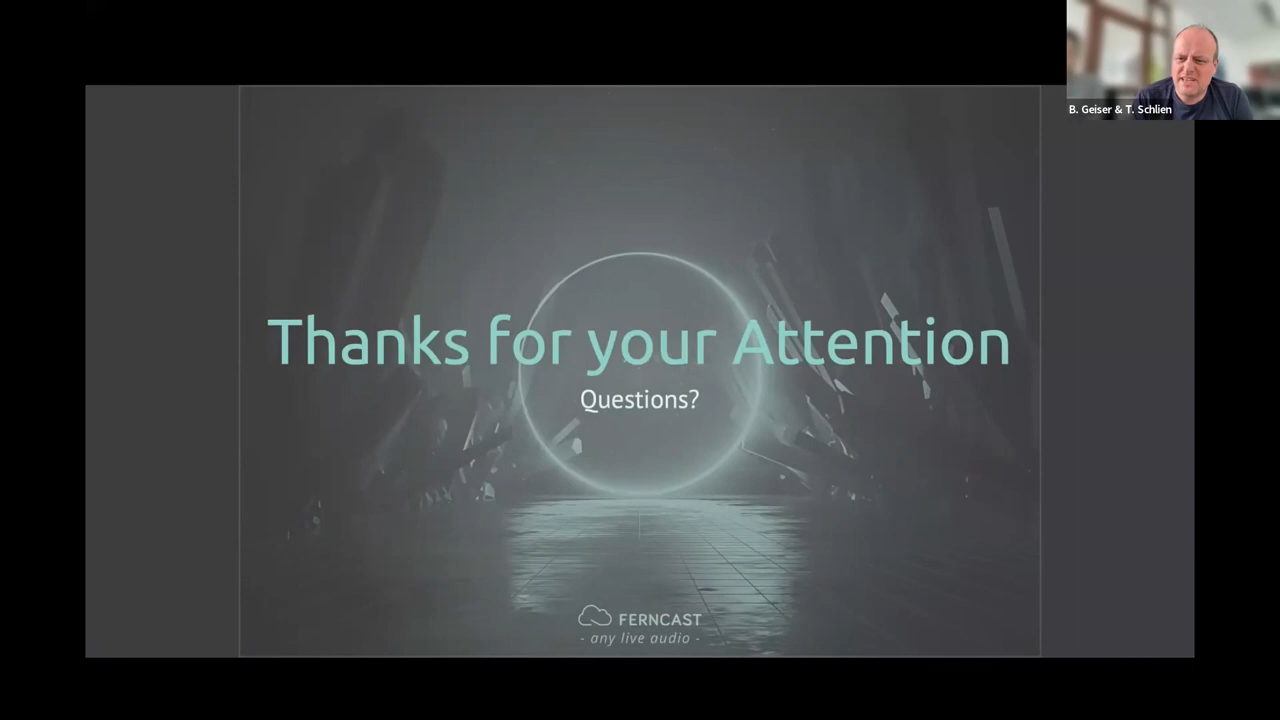 B. Geiser & T. Schlien
Thanks for your Attention
Questions?
FERNCAST
- any live audio -